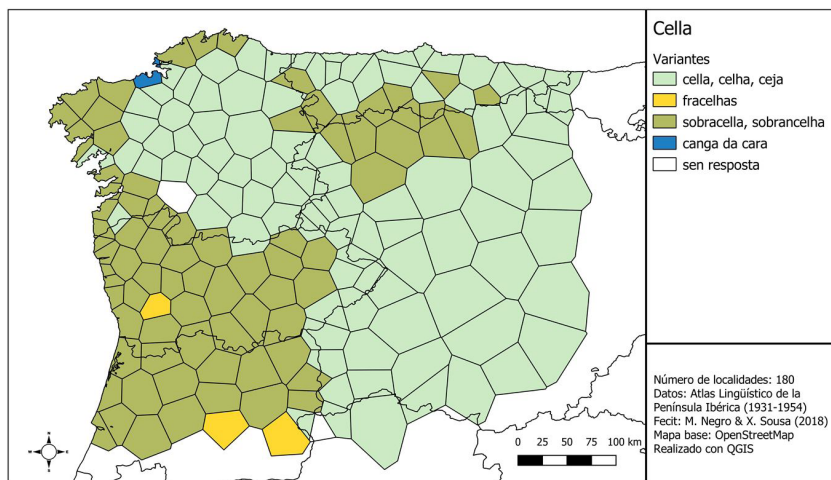 Cella
Variantes
cella, celha, ceja
fracelhas
sobracella, sobrancelha
canga da cara
sen resposta
Número de localidades: 180
Datos: Atlas Lingüístico de la
Península Ibérica (1931-1954)
Fecit: M. Negro & X. Sousa (2018)
Mapa base: OpenStreetMap
Realizado con QGIS
0 25 50 75 100 km